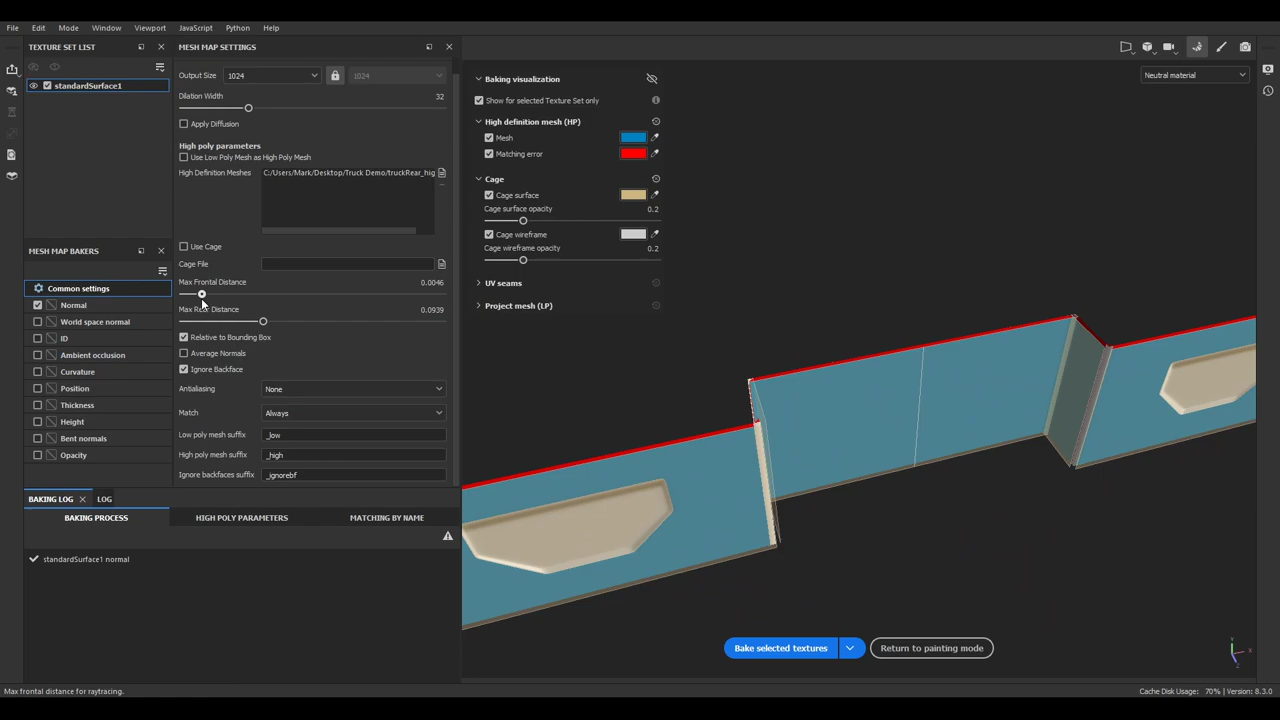 File Edit Mode Window Viewport JavaScript Python Help
TEXTURE SET LIST
standardSurface1
MESH MAP BAKERS
Common settings
Normal
World space normal
ID
Ambient occlusion
Curvature
Position
Thickness
Height
Bent normals
Opacity
MESH MAP SETTINGS
Output Size 1024 1024
Dilation Width 32
Apply Diffusion
High poly parameters
Use Low Poly Mesh as High Poly Mesh
High Definition Meshes C:/Users/Mark/Desktop/Truck Demo/truckRear_hig
Use Cage
Cage File
Max Frontal Distance 0.0046
Max Rear Distance 0.0939
Relative to Bounding Box
Average Normals
Ignore Backface
Antialiasing None
Match Always
Low poly mesh suffix _low
High poly mesh suffix _high
Ignore backfaces suffix _ignorebf
BAKING LOG LOG
BAKING PROCESS HIGH POLY PARAMETERS MATCHING BY NAME
standardSurface1 normal
Baking visualization
Show for selected Texture Set only
High definition mesh (HP)
Mesh
Matching error
Cage
Cage surface
Cage surface opacity 0.2
Cage wireframe
Cage wireframe opacity 0.2
UV seams
Project mesh (LP)
Neutral material
Bake selected textures Return to painting mode
Max frontal distance for raytracing. Cache Disk Usage: 70% | Version: 8.3.0